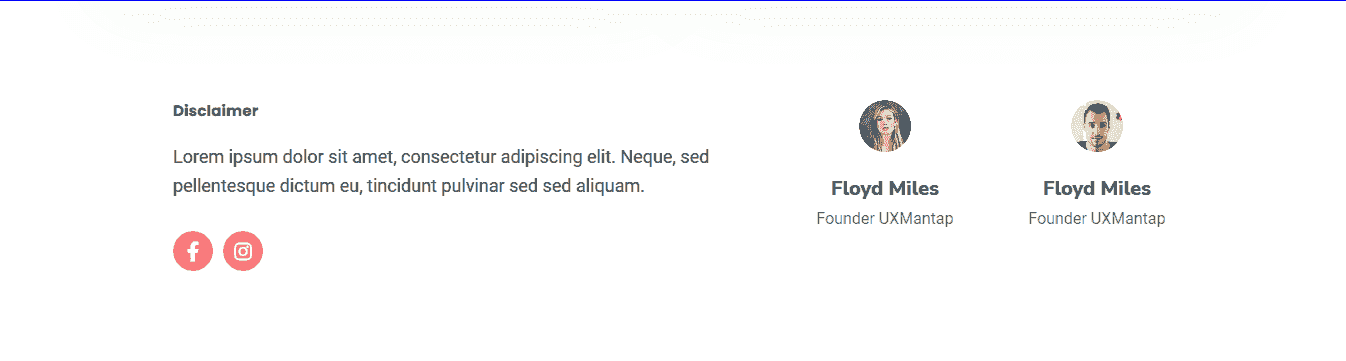 Disclaimer
Lorem ipsum dolor sit amet, consectetur adipiscing elit. Neque, sed
pellentesque dictum eu, tincidunt pulvinar sed sed aliquam.
Floyd Miles
Founder UXMantap
Floyd Miles
Founder UXMantap